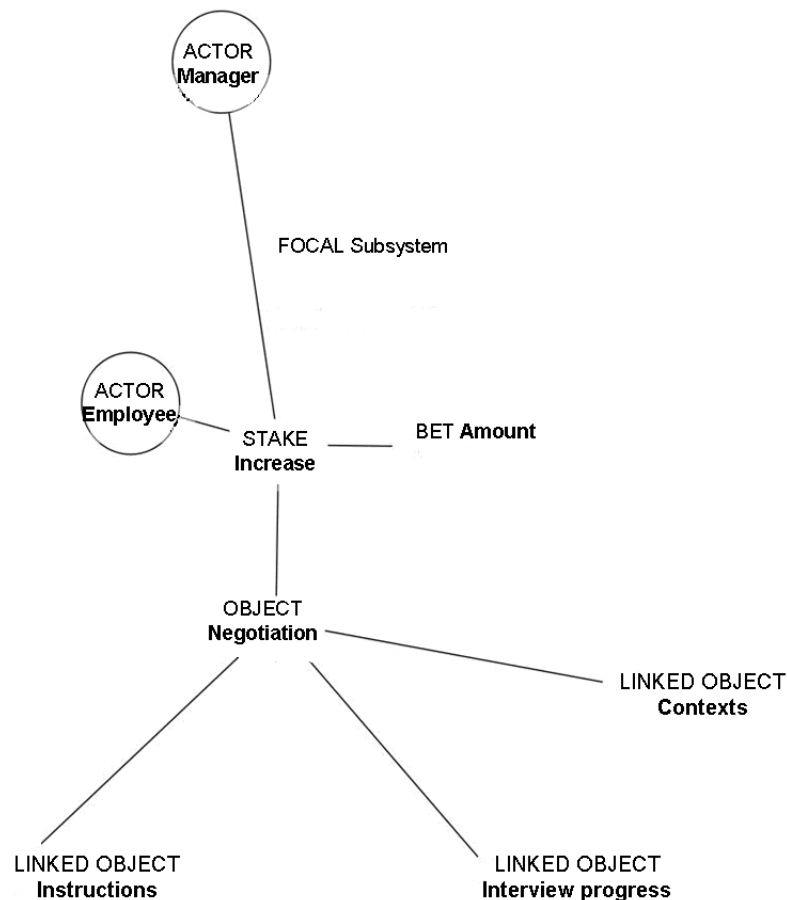 ACTOR
Manager
FOCAL Subsystem
ACTOR
Employee
BET Amount
STAKE
Increase
OBJECT
Negotiation
LINKED OBJECT
Contexts
LINKED OBJECT
Instructions
LINKED OBJECT
Interview progress